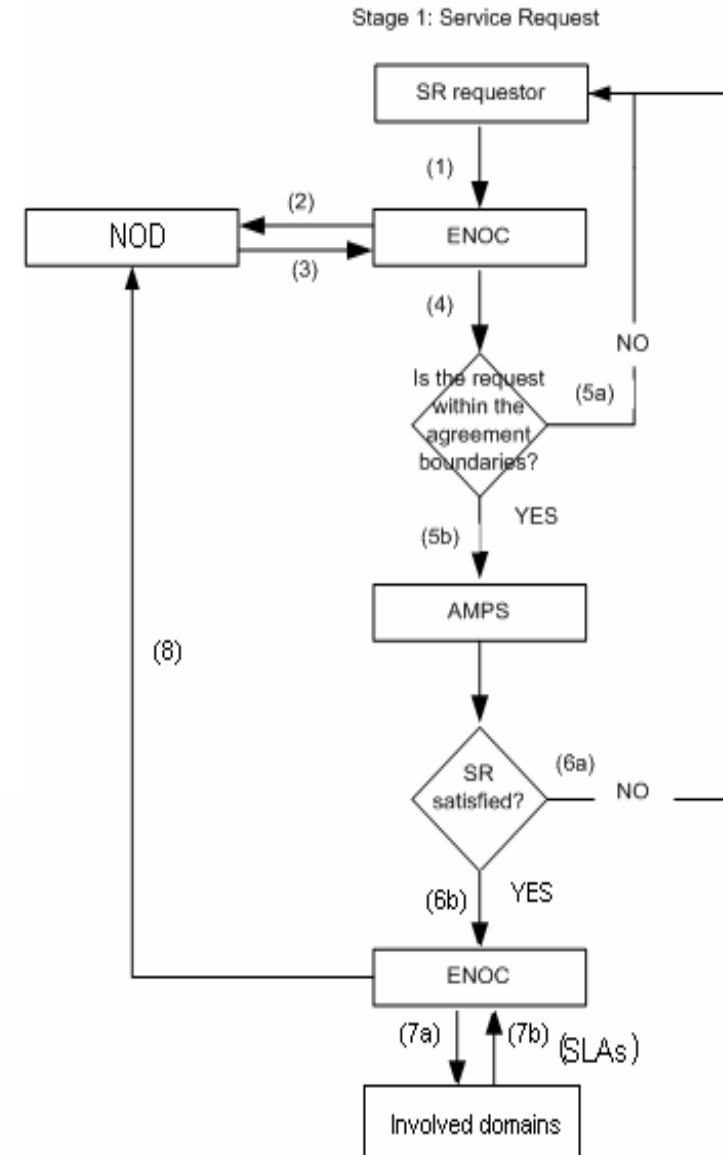 Stage 1: Service Request
SR requestor
(1)
(2)
NOD
ENOC
(3)
(4)
NO
Is the request
within the
agreement
boundaries?
(5a)
YES
(5b)
AMPS
(8)
SR
satisfied?
(6a)
NO
(6b)
YES
ENOC
(7a)
(7b)
(SLAs)
Involved domains